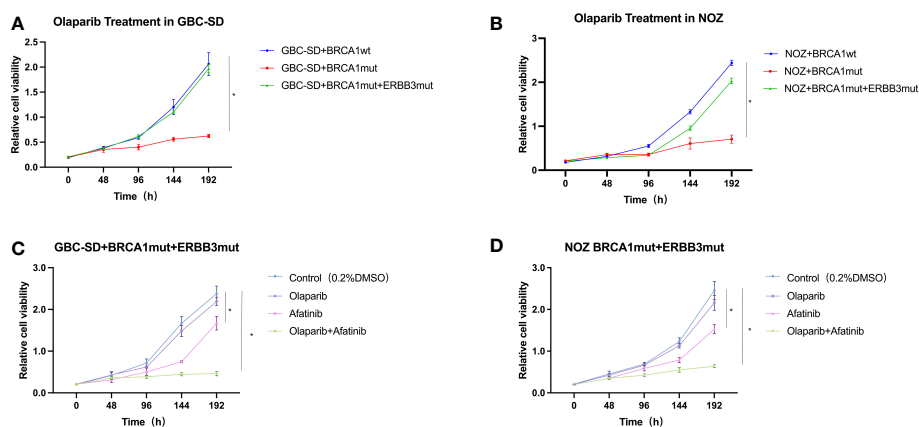 A
Olaparib Treatment in GBC-SD
Relative cell viability
2.5
2.0
1.5
1.0
0.5
0.0
0 48 96 144 192
Time（h）
GBC-SD+BRCA1wt
GBC-SD+BRCA1mut
GBC-SD+BRCA1mut+ERBB3mut
*
B
Olaparib Treatment in NOZ
Relative cell viability
3
2
1
0
0 48 96 144 192
Time（h）
NOZ+BRCA1wt
NOZ+BRCA1mut
NOZ+BRCA1mut+ERBB3mut
*
C
GBC-SD+BRCA1mut+ERBB3mut
Relative cell viability
3.0
2.0
1.0
0.0
0 48 96 144 192
Time（h）
Control（0.2%DMSO）
Olaparib
Afatinib
Olaparib+Afatinib
*
*
D
NOZ BRCA1mut+ERBB3mut
Relative cell viability
3.0
2.0
1.0
0.0
0 48 96 144 192
Time（h）
Control（0.2%DMSO）
Olaparib
Afatinib
Olaparib+Afatinib
*
*